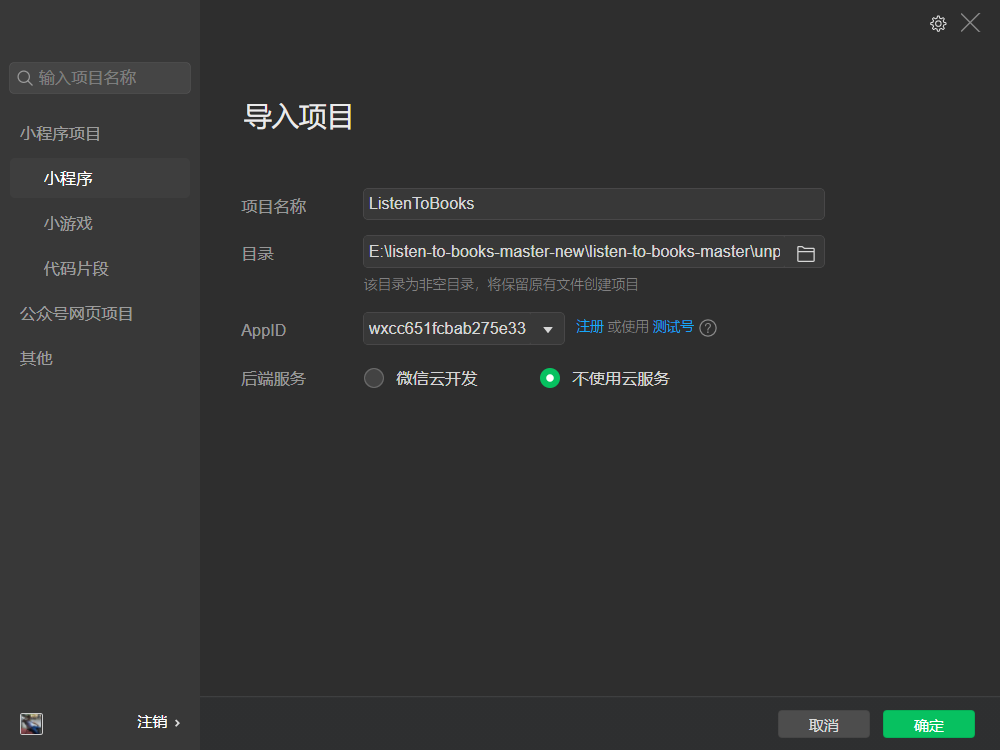 输入项目名称
小程序项目
小程序
小游戏
代码片段
公众号网页项目
其他
注销
导入项目
项目名称 ListenToBooks
目录 E:\listen-to-books-master-new\listen-to-books-master\unp
该目录为非空目录，将保留原有文件创建项目
AppID wxcc651fcbab275e33 注册 或使用 测试号 ?
后端服务 微信云开发 不使用云服务
取消 确定